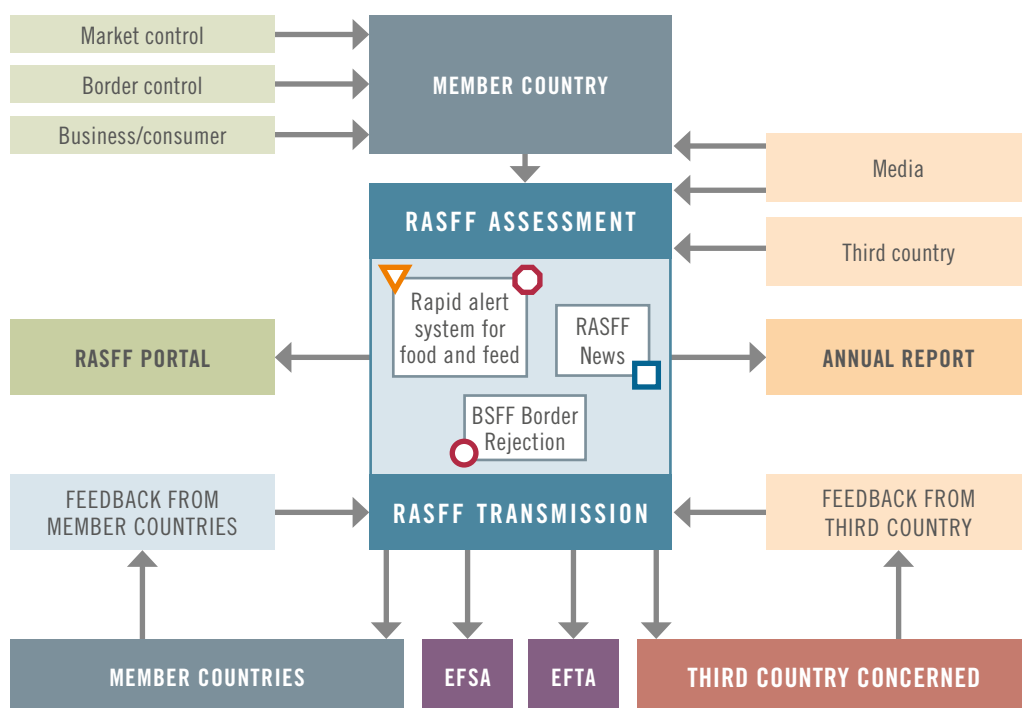 Market control
Border control
Business/consumer
MEMBER COUNTRY
Media
Third country
RASFF ASSESSMENT
Rapid alert
system for
food and feed
RASFF
News
BSFF Border
Rejection
RASFF PORTAL
ANNUAL REPORT
FEEDBACK FROM
MEMBER COUNTRIES
RASFF TRANSMISSION
FEEDBACK FROM
THIRD COUNTRY
MEMBER COUNTRIES
EFSA
EFTA
THIRD COUNTRY CONCERNED